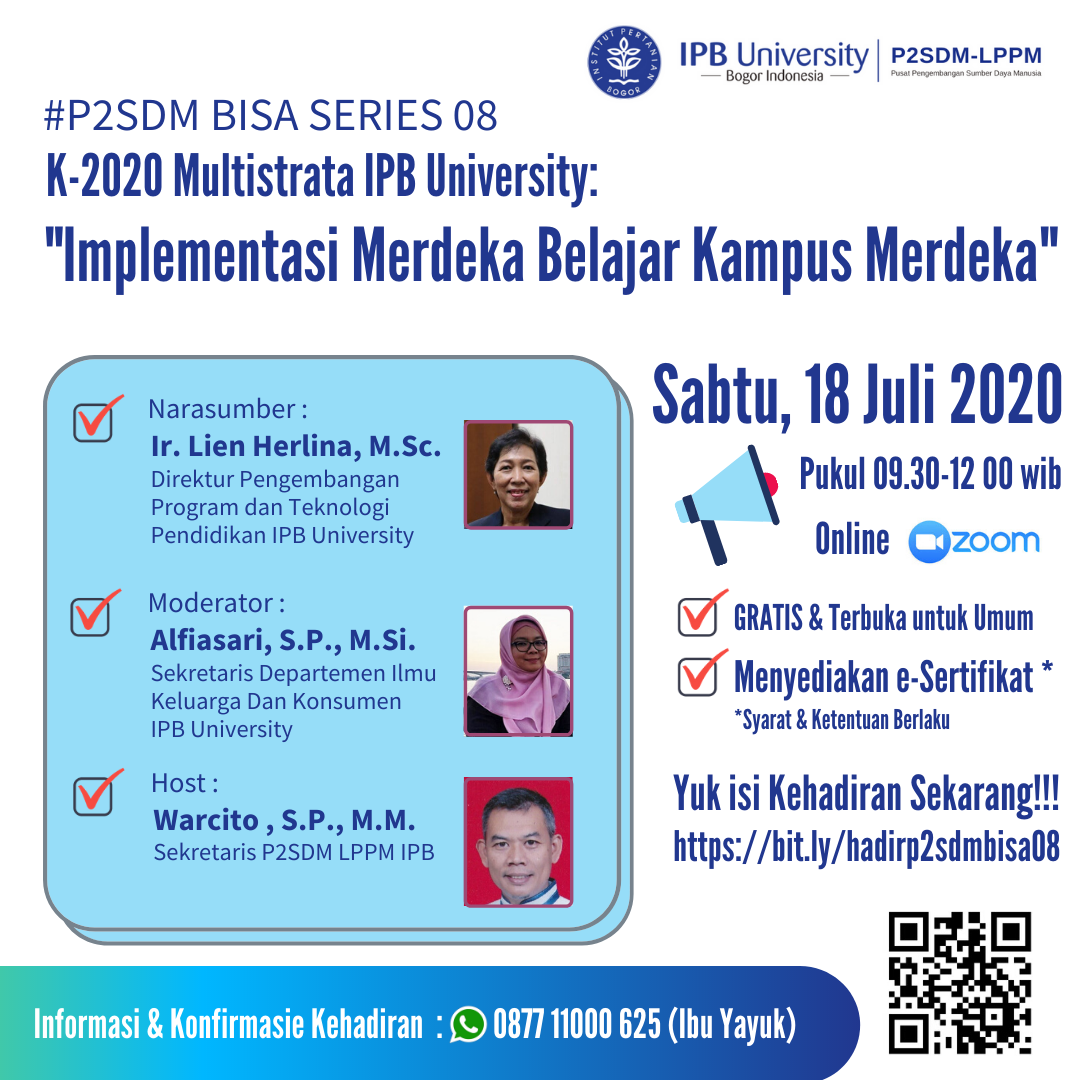 INSTITUT PERTANIAN
BOGOR
IPB University
Bogor Indonesia
P2SDM-LPPM
Pusat Pengembangan Sumber Daya Manusia
#P2SDM BISA SERIES 08
K-2020 Multistrata IPB University:
"Implementasi Merdeka Belajar Kampus Merdeka"
Narasumber :
Ir. Lien Herlina, M.Sc.
Direktur Pengembangan
Program dan Teknologi
Pendidikan IPB University
Moderator :
Alfiasari, S.P., M.Si.
Sekretaris Departemen Ilmu
Keluarga Dan Konsumen
IPB University
Host :
Warcito , S.P., M.M.
Sekretaris P2SDM LPPM IPB
Sabtu, 18 Juli 2020
Pukul 09.30-12 00 wib
Online zoom
GRATIS & Terbuka untuk Umum
Menyediakan e-Sertifikat *
*Syarat & Ketentuan Berlaku
Yuk isi Kehadiran Sekarang!!!
https://bit.ly/hadirp2sdmbisa08
Informasi & Konfirmasie Kehadiran : 0877 11000 625 (Ibu Yayuk)